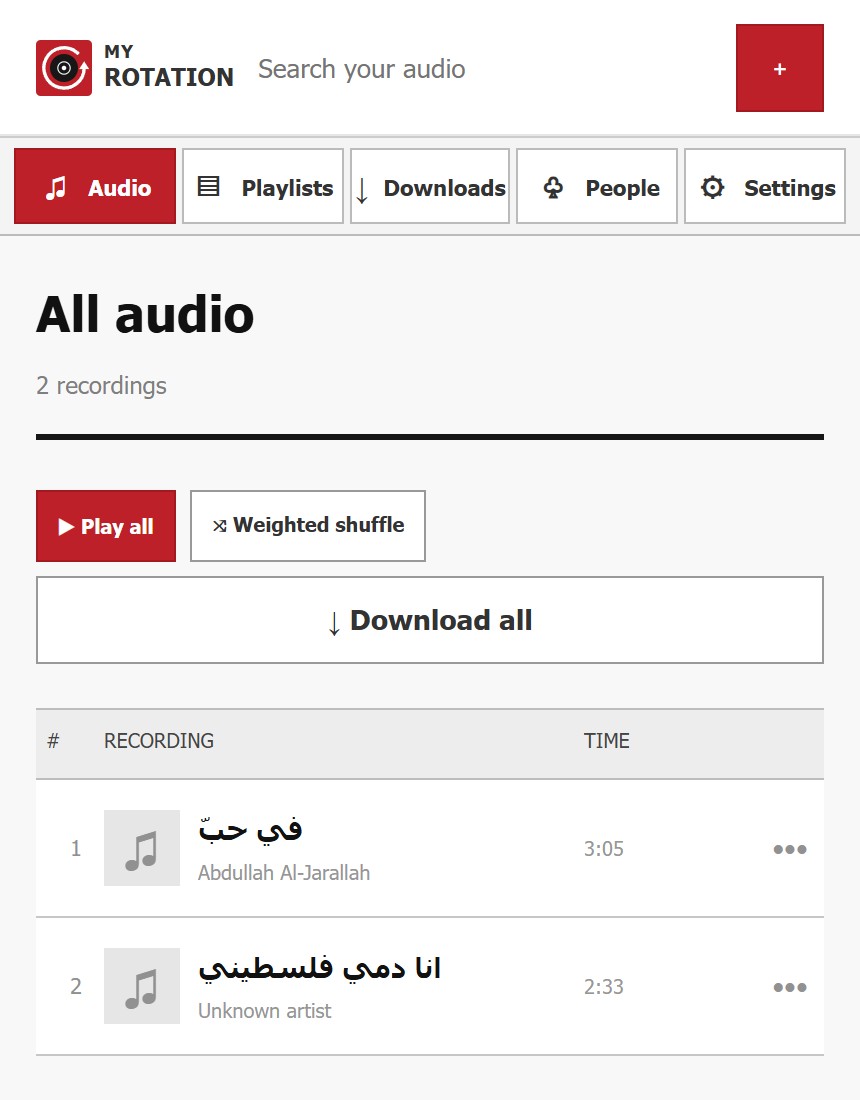 MY
ROTATION
Search your audio
+
Audio
Playlists
Downloads
People
Settings
All audio
2 recordings
Play all
Weighted shuffle
↓ Download all
# RECORDING TIME
1 في حبّ 3:05
Abdullah Al-Jarallah
2 انا دمي فلسطيني 2:33
Unknown artist